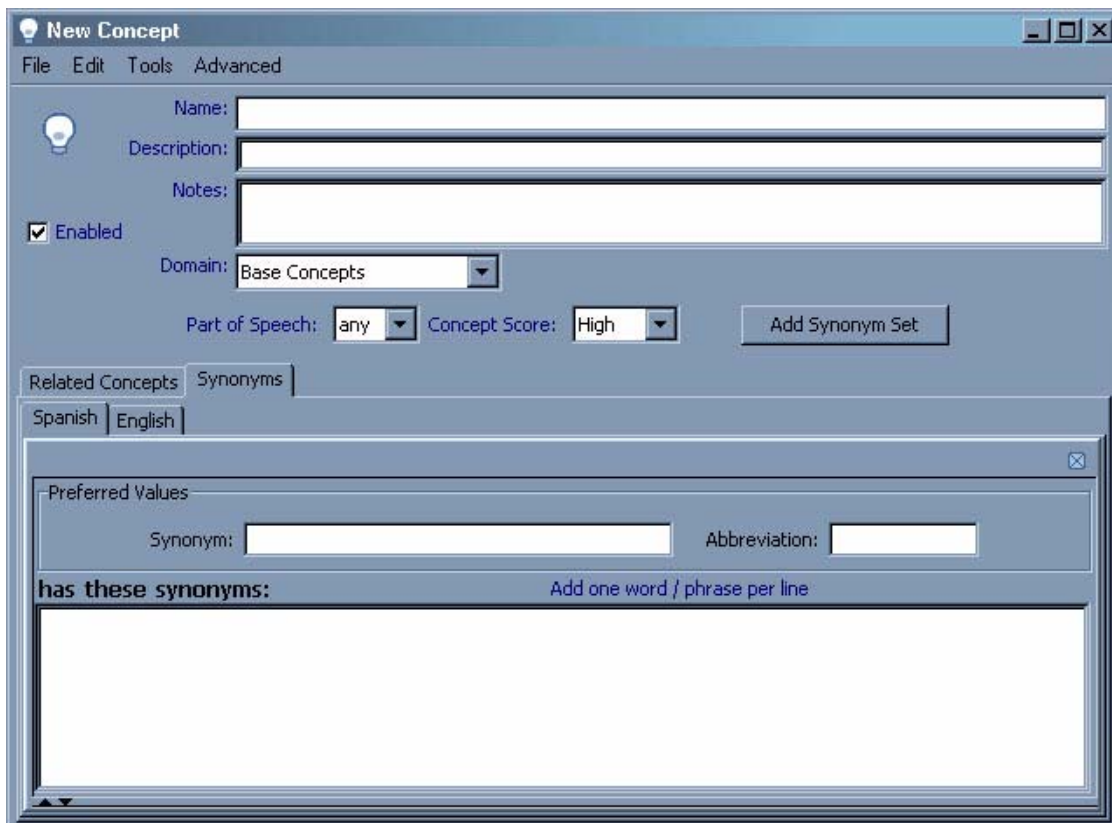 New Concept
File Edit Tools Advanced
Name:
Description:
Notes:
Enabled
Domain: Base Concepts
Part of Speech: any Concept Score: High Add Synonym Set
Related Concepts Synonyms
Spanish English
Preferred Values
Synonym: Abbreviation:
has these synonyms: Add one word / phrase per line